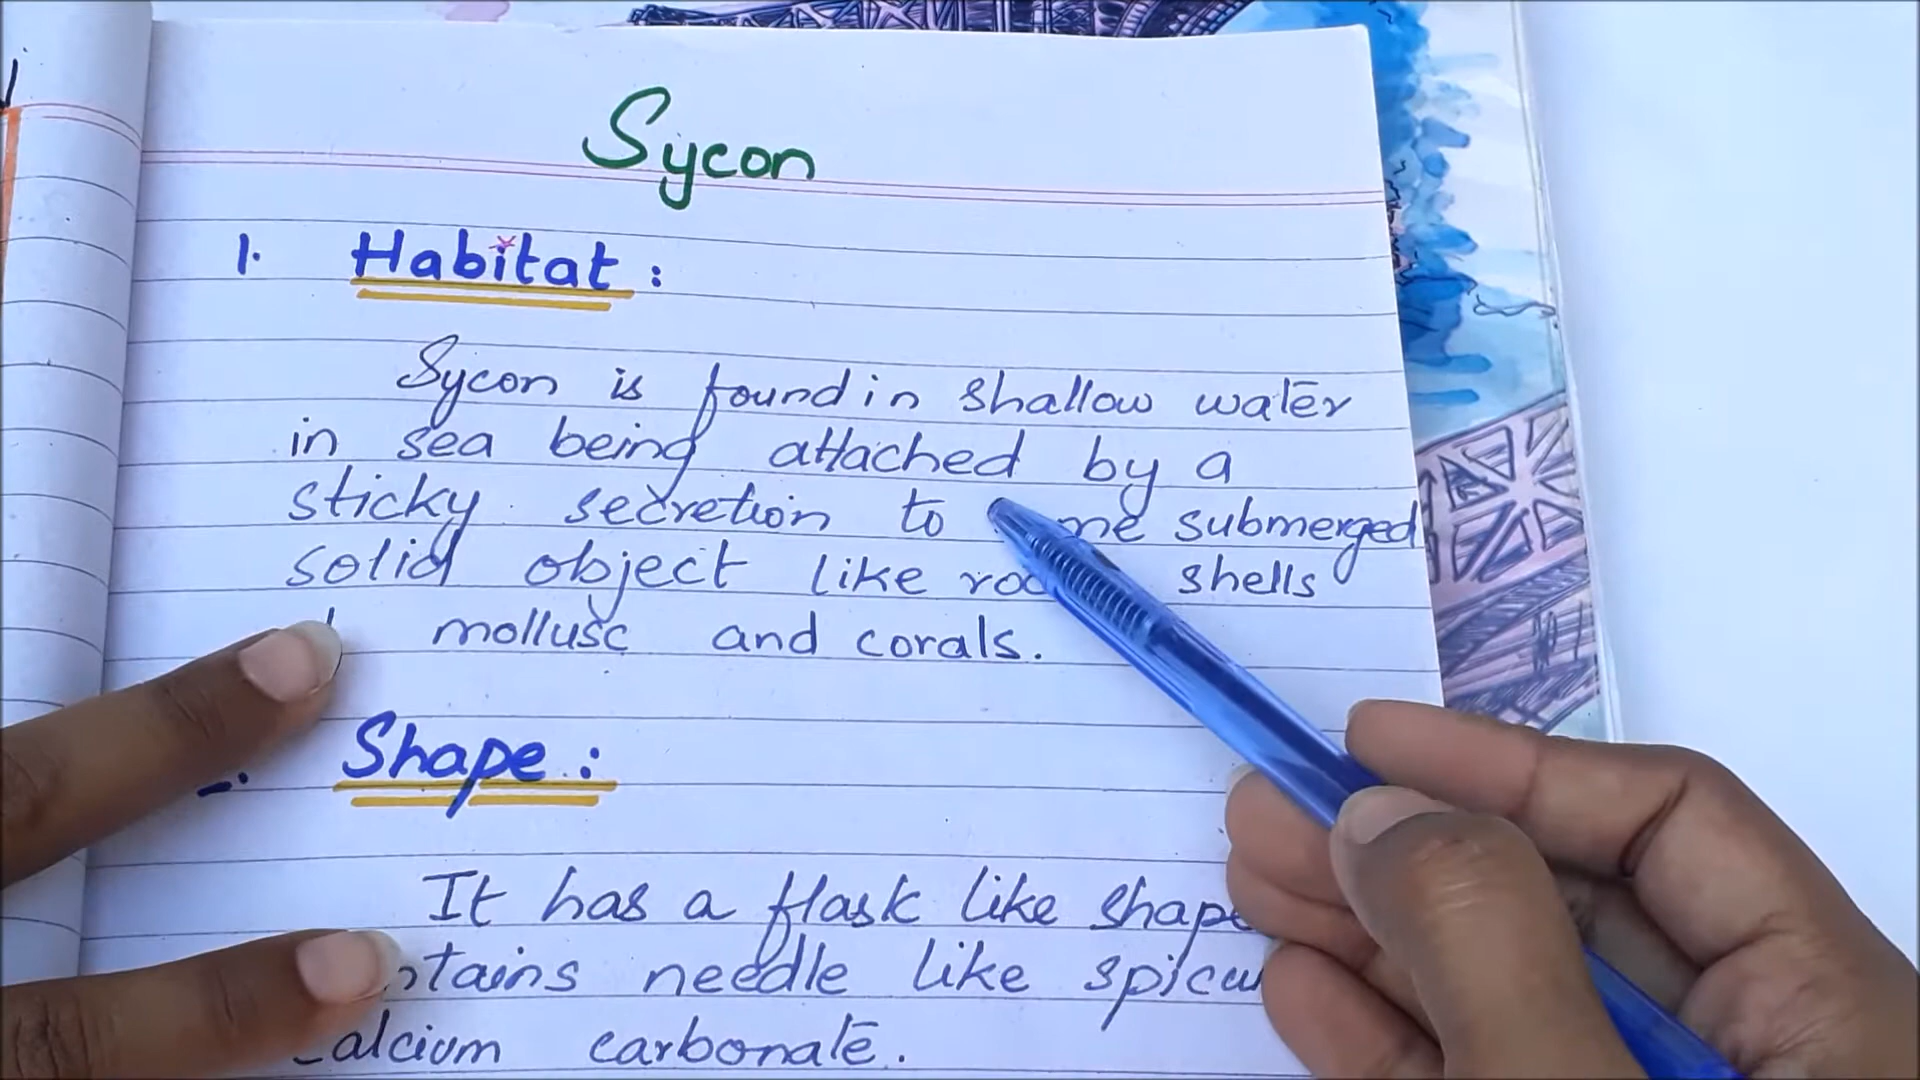 Sycon
1. Habitat :
Sycon is found in shallow water
in sea being attached by a
sticky secretion to submerged
solid object like shells
mollusc and corals.
Shape :
It has a flask like shape
needle like
calcium carbonate.